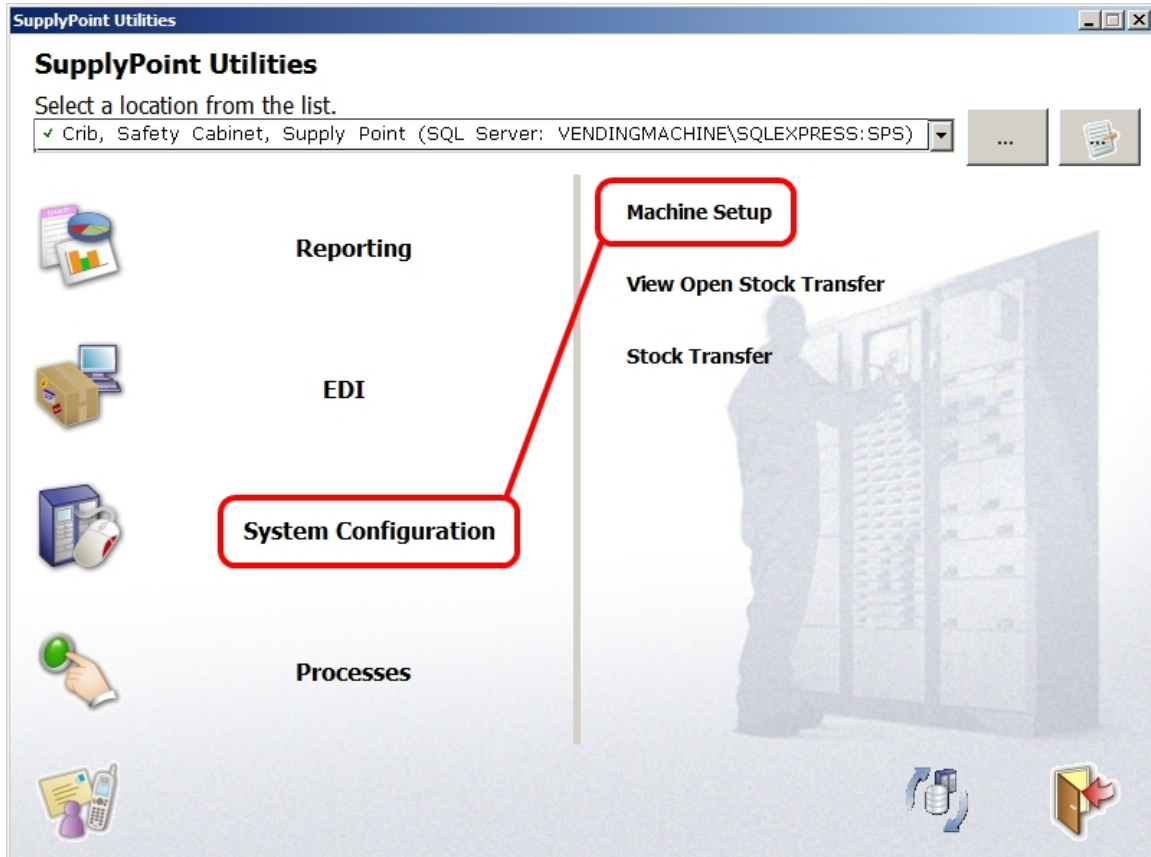 SupplyPoint Utilities
SupplyPoint Utilities
Select a location from the list.
Crib, Safety Cabinet, Supply Point (SQL Server: VENDINGMACHINE\SQLEXPRESS:SPS)
...
Reporting
EDI
System Configuration
Processes
Machine Setup
View Open Stock Transfer
Stock Transfer